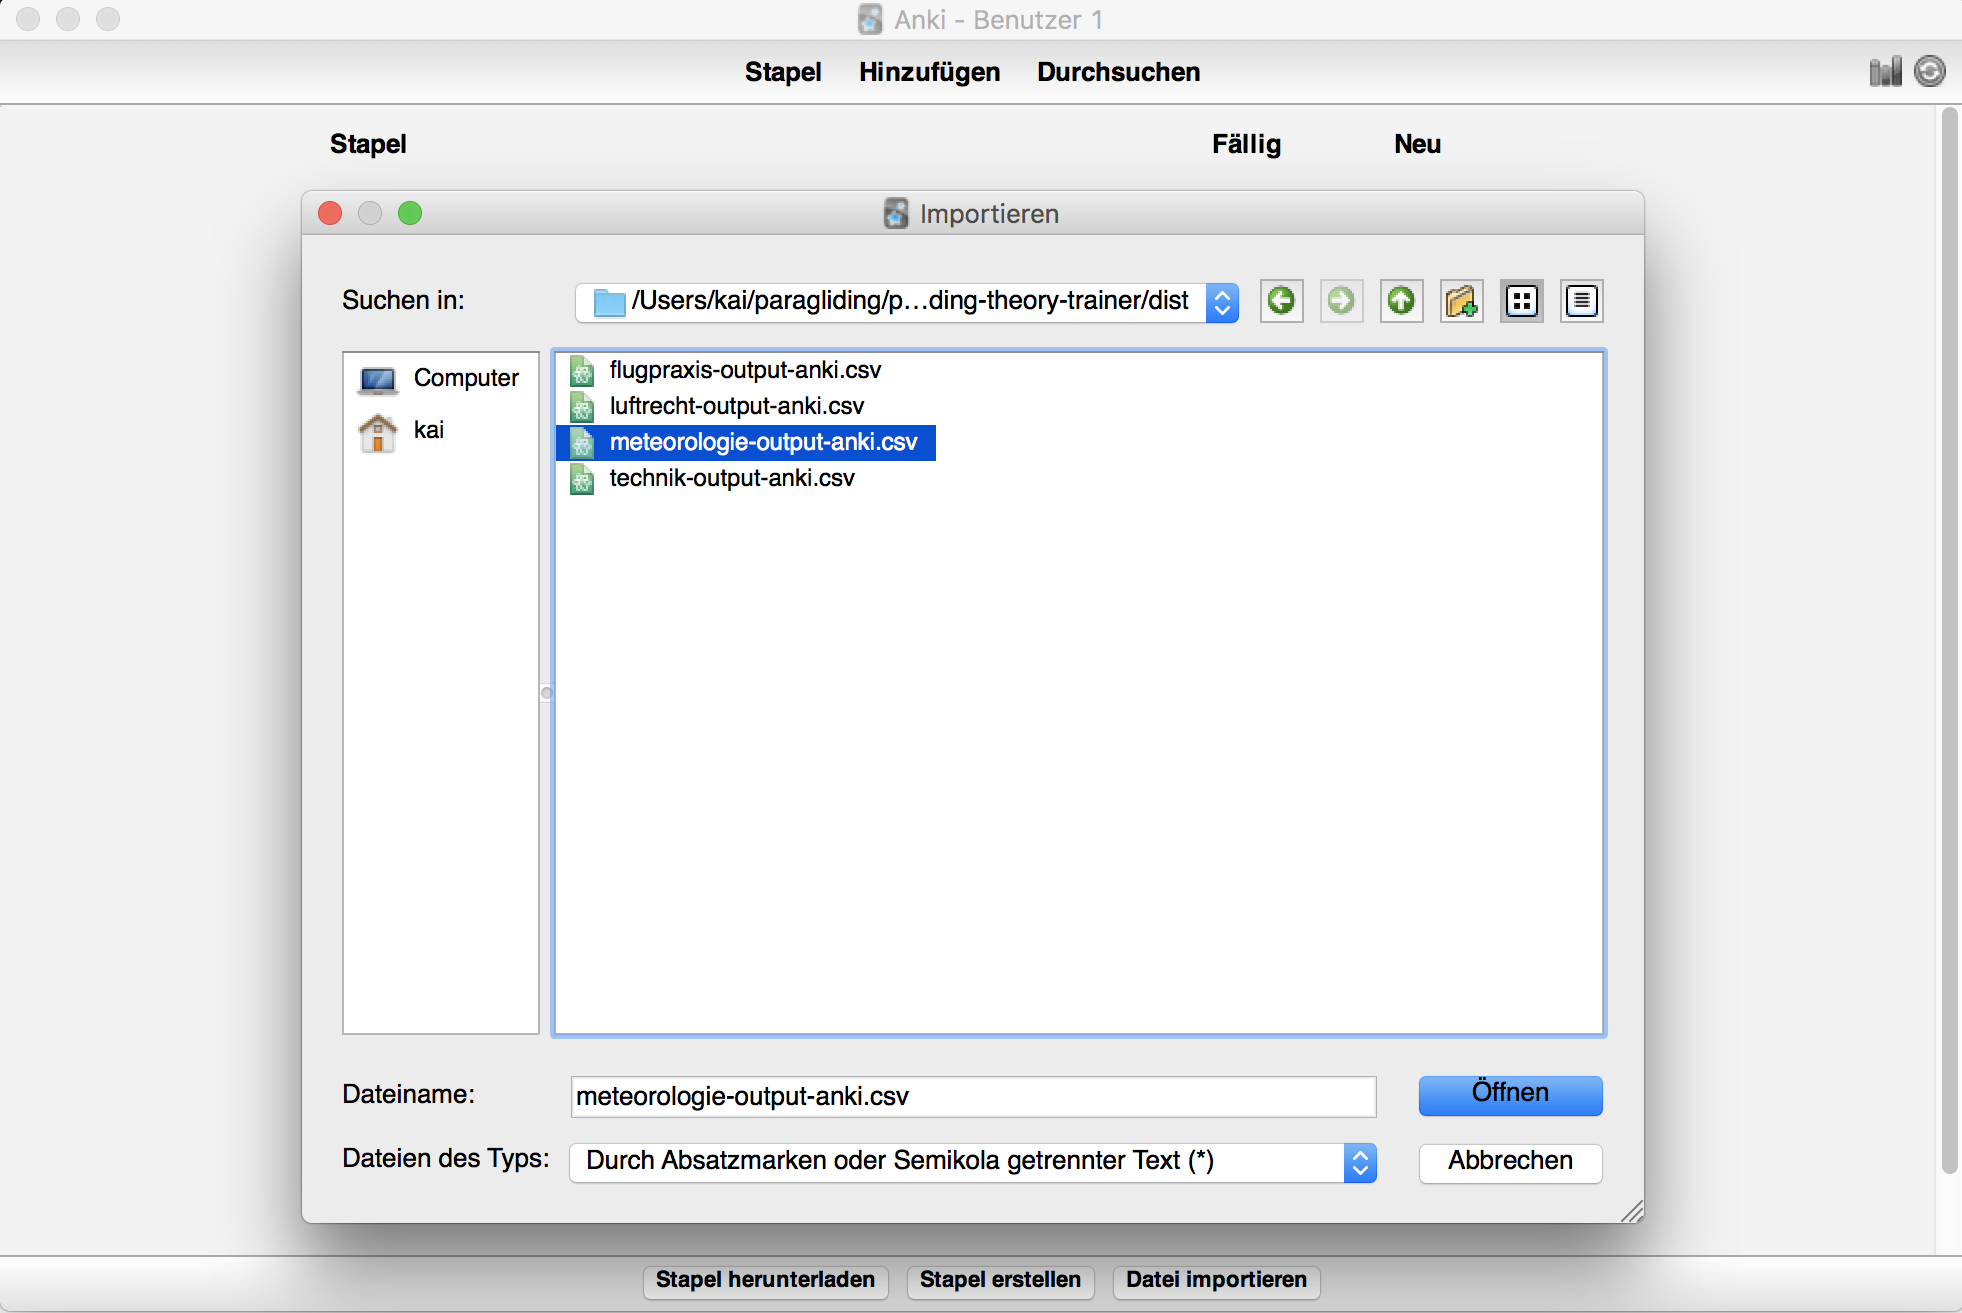 Anki - Benutzer 1
Stapel Hinzufügen Durchsuchen
Stapel Fällig Neu
Importieren
Suchen in: /Users/kai/paragliding/p...ding-theory-trainer/dist
Computer
kai
flugpraxis-output-anki.csv
luftrecht-output-anki.csv
meteorologie-output-anki.csv
technik-output-anki.csv
Dateiname: meteorologie-output-anki.csv Öffnen
Dateien des Typs: Durch Absatzmarken oder Semikola getrennter Text (*) Abbrechen
Stapel herunterladen Stapel erstellen Datei importieren